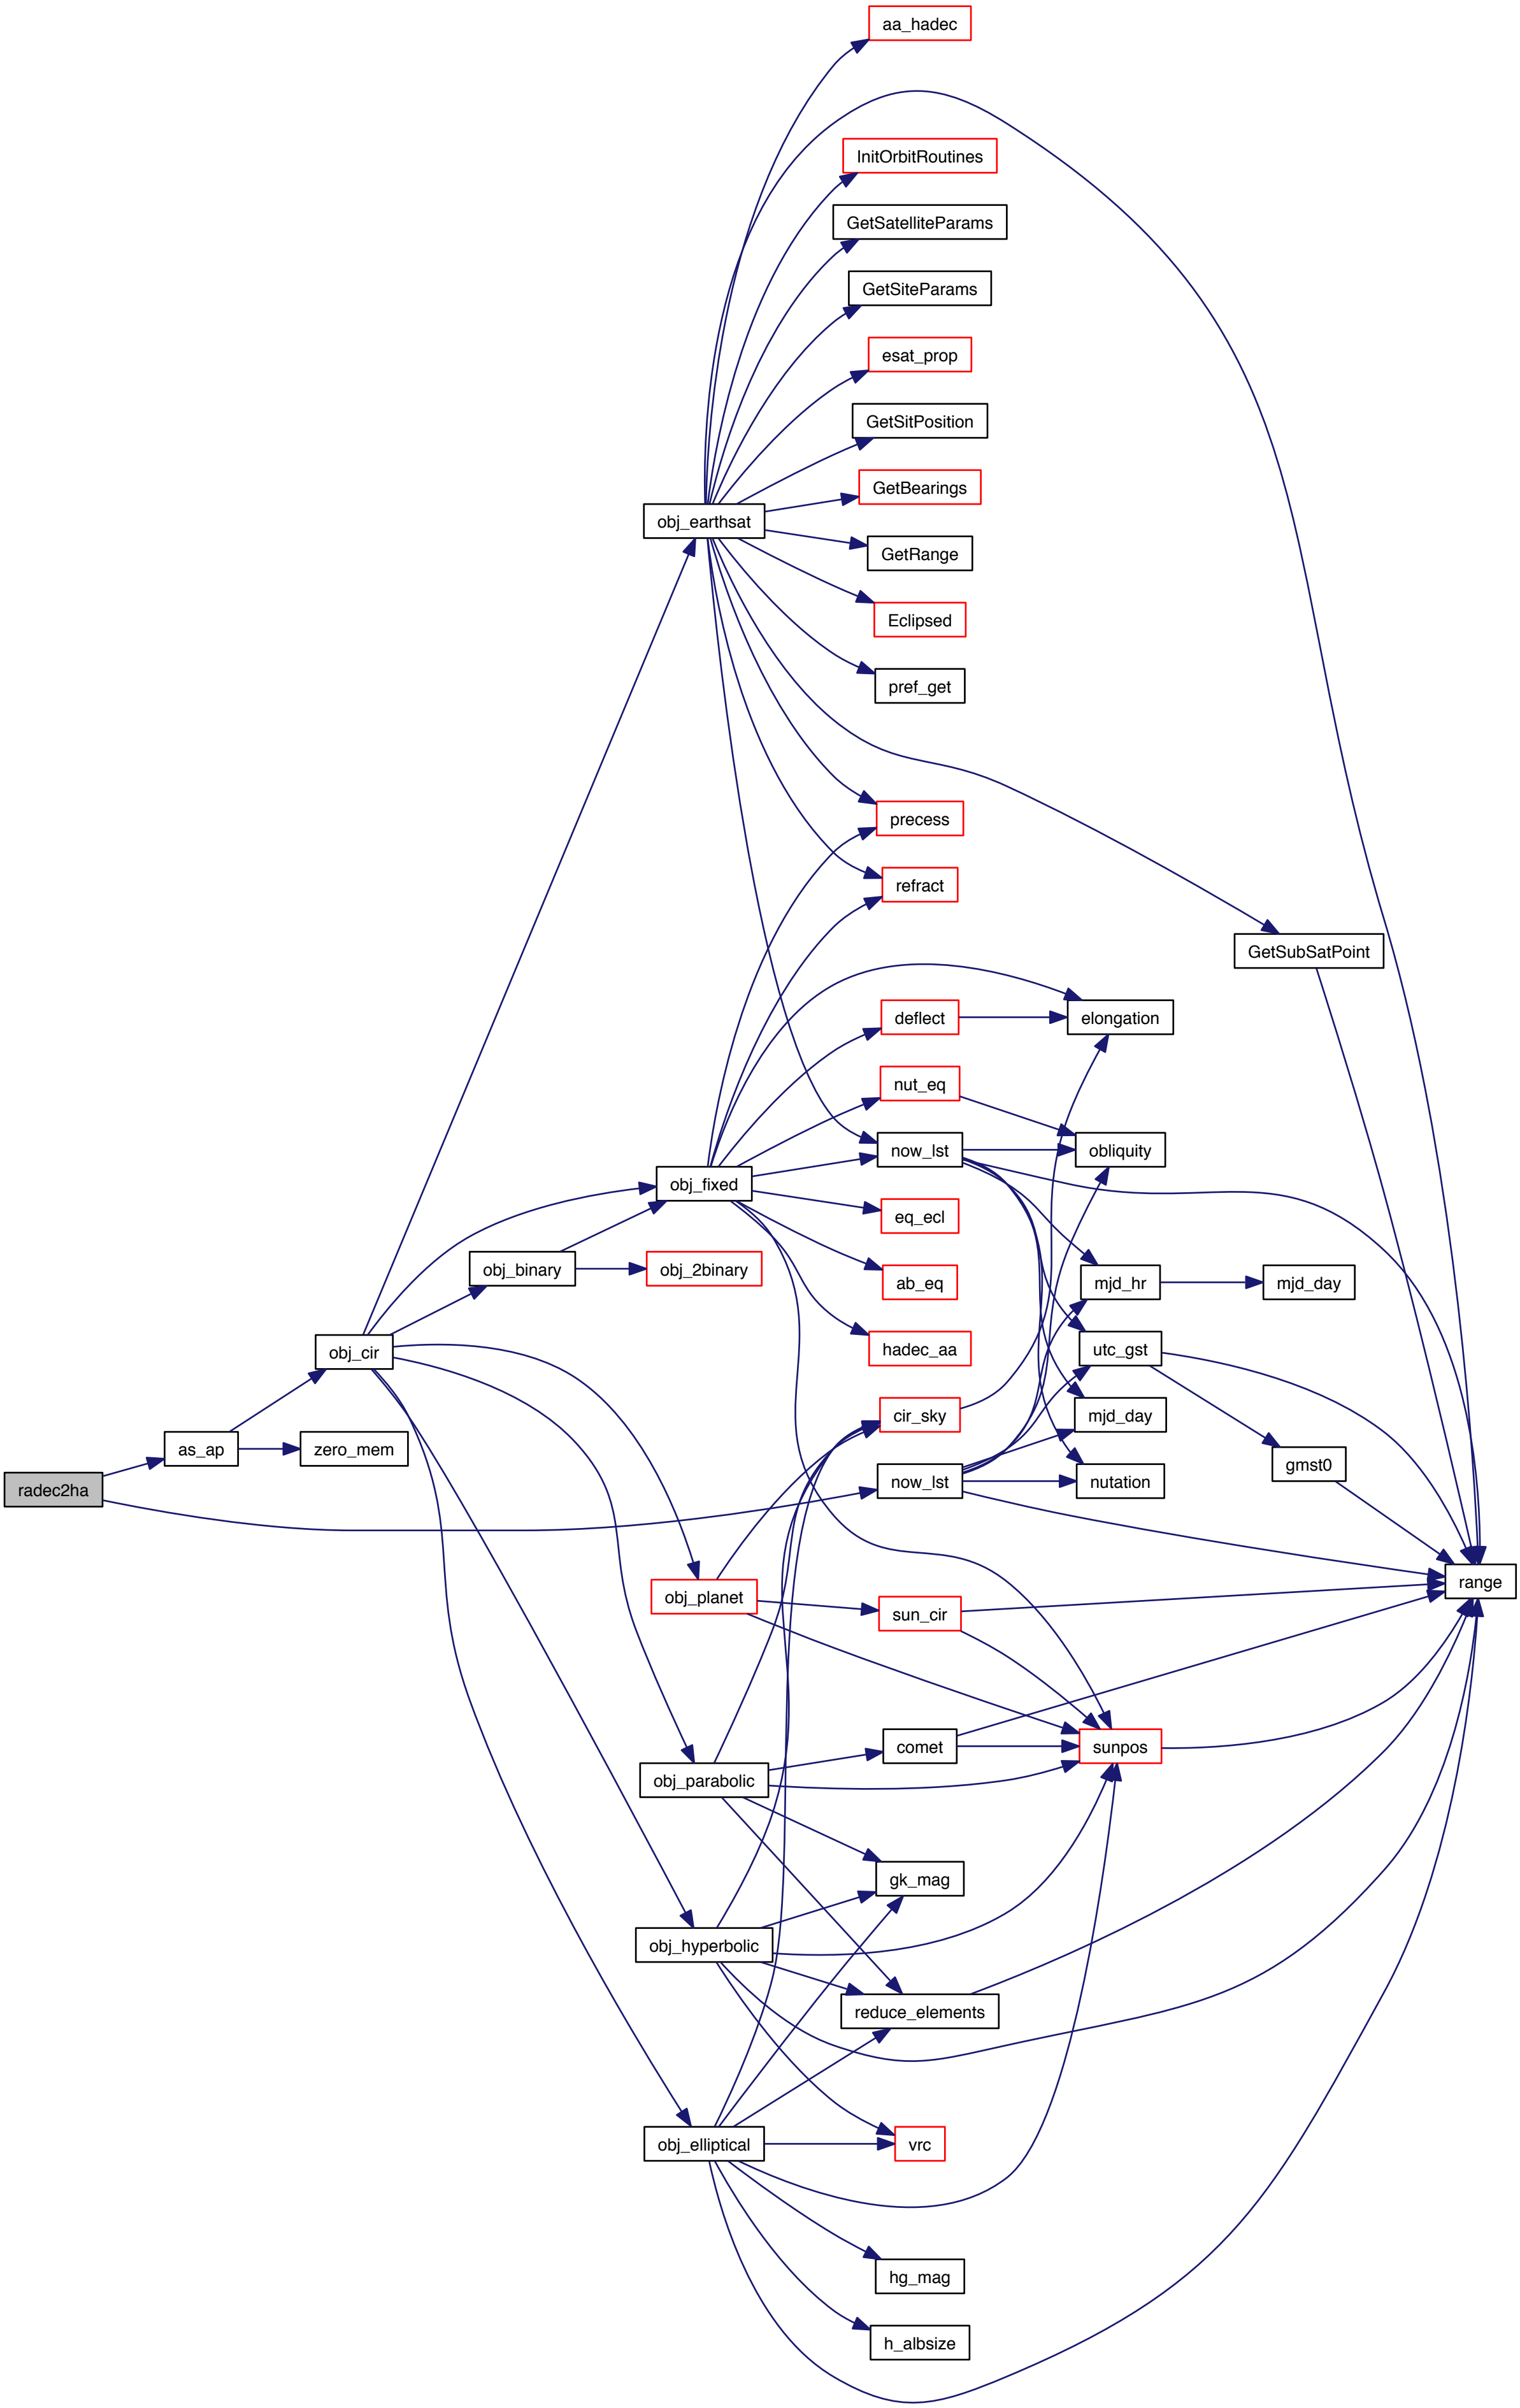 aa_hadec
InitOrbitRoutines
GetSatelliteParams
GetSiteParams
esat_prop
GetSitPosition
GetBearings
obj_earthsat
GetRange
Eclipsed
pref_get
precess
refract
GetSubSatPoint
deflect
elongation
nut_eq
now_lst
obliquity
obj_fixed
eq_ecl
obj_binary
obj_2binary
ab_eq
mjd_hr
mjd_day
obj_cir
hadec_aa
utc_gst
cir_sky
mjd_day
as_ap
zero_mem
gmst0
radec2ha
now_lst
nutation
range
obj_planet
sun_cir
comet
sunpos
obj_parabolic
gk_mag
obj_hyperbolic
reduce_elements
obj_elliptical
vrc
hg_mag
h_albsize